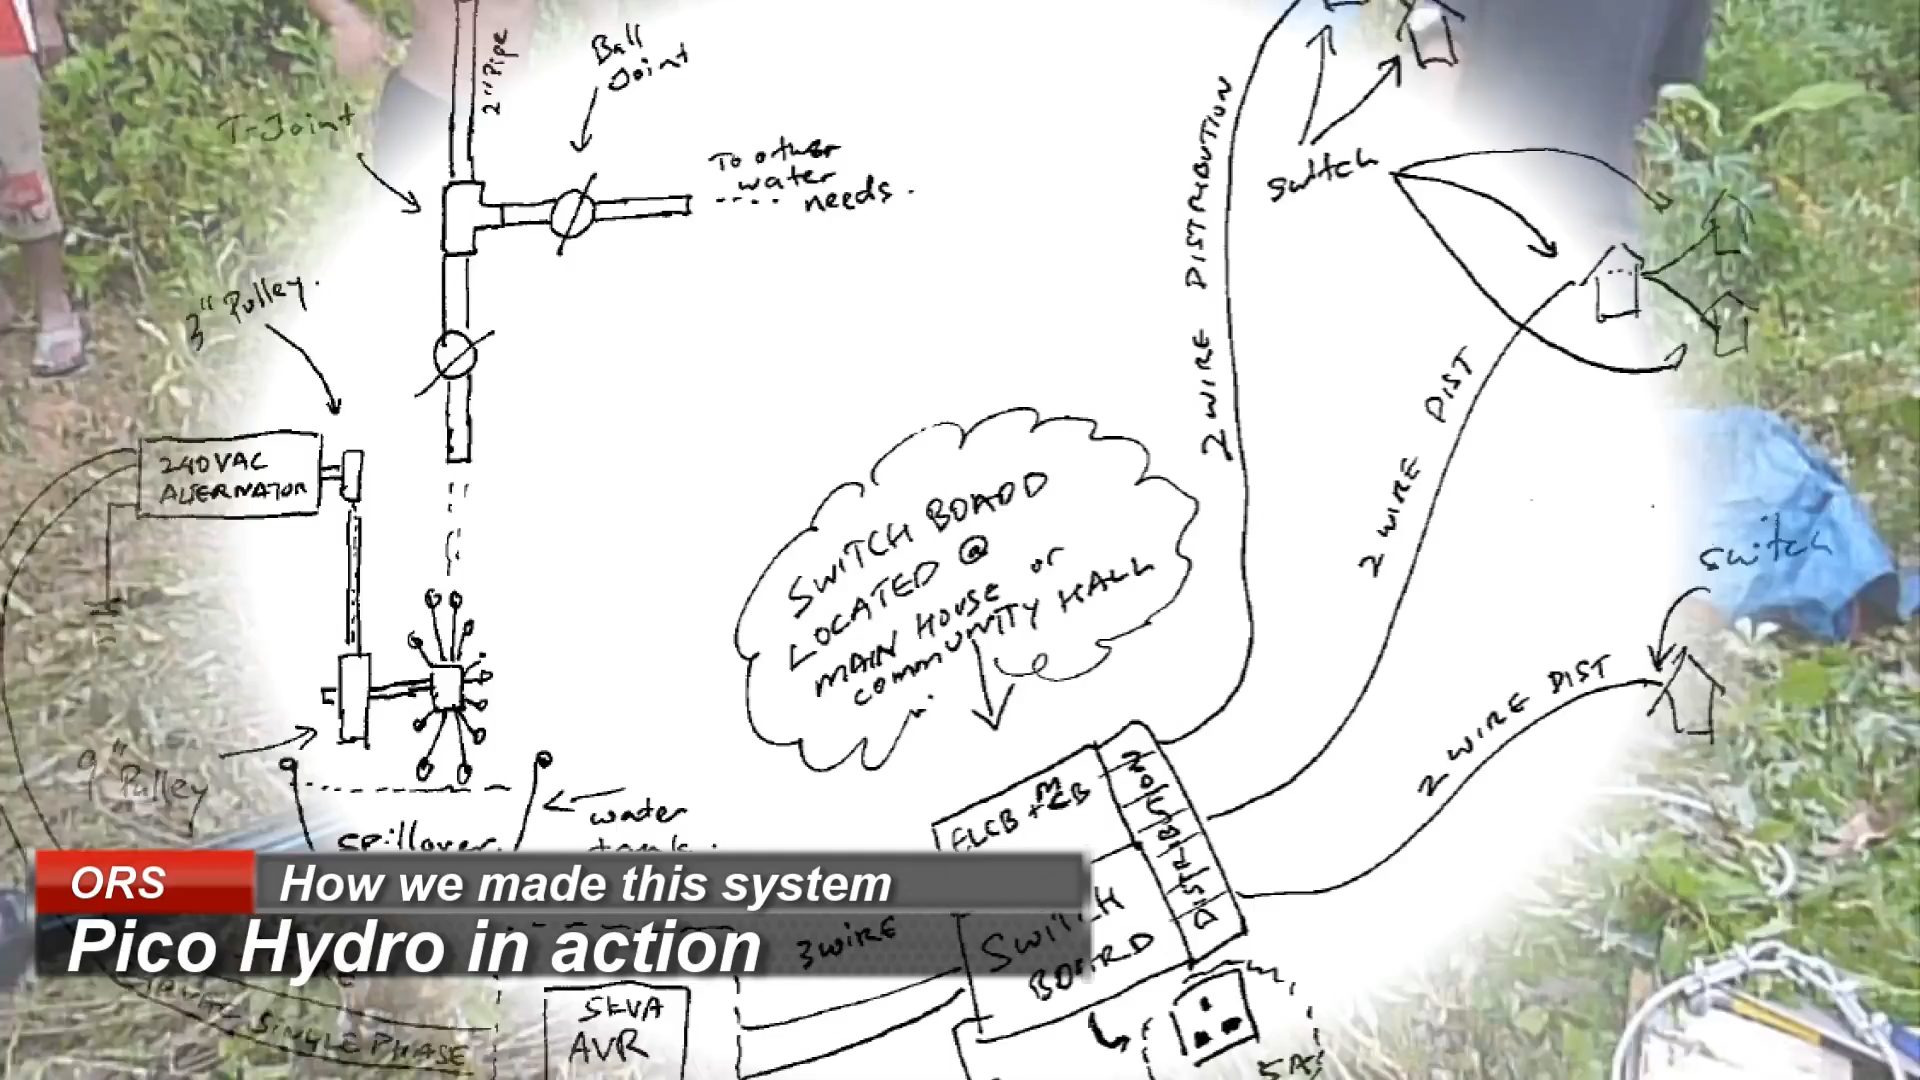 2" Pipe
Ball
Joint
T-Joint
To other
water
needs.
3" Pulley.
240VAC
ALTERNATOR
9" Pulley
spillover
water
SWITCH BOARD
LOCATED @
MAIN HOUSE or
COMMUNITY HALL
2 WIRE DISTRIBUTION
switch
2 WIRE DIST
switch
2 WIRE DIST
ELCB + MCB
SWITCH
BOARD
3 WIRE
5KVA
AVR
SINGLE PHASE
ORS
How we made this system
Pico Hydro in action